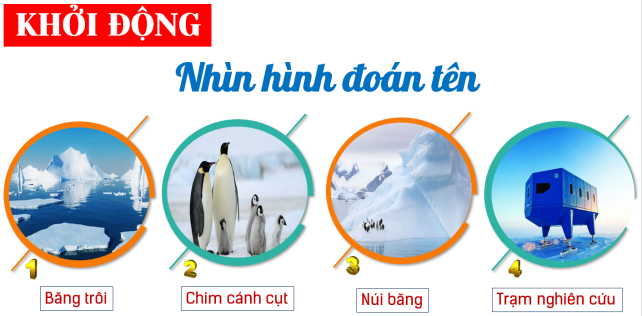 KHỞI ĐỘNG
Nhìn hình đoán tên
1
2
3
4
Băng trôi
Chim cánh cụt
Núi băng
Trạm nghiên cứu